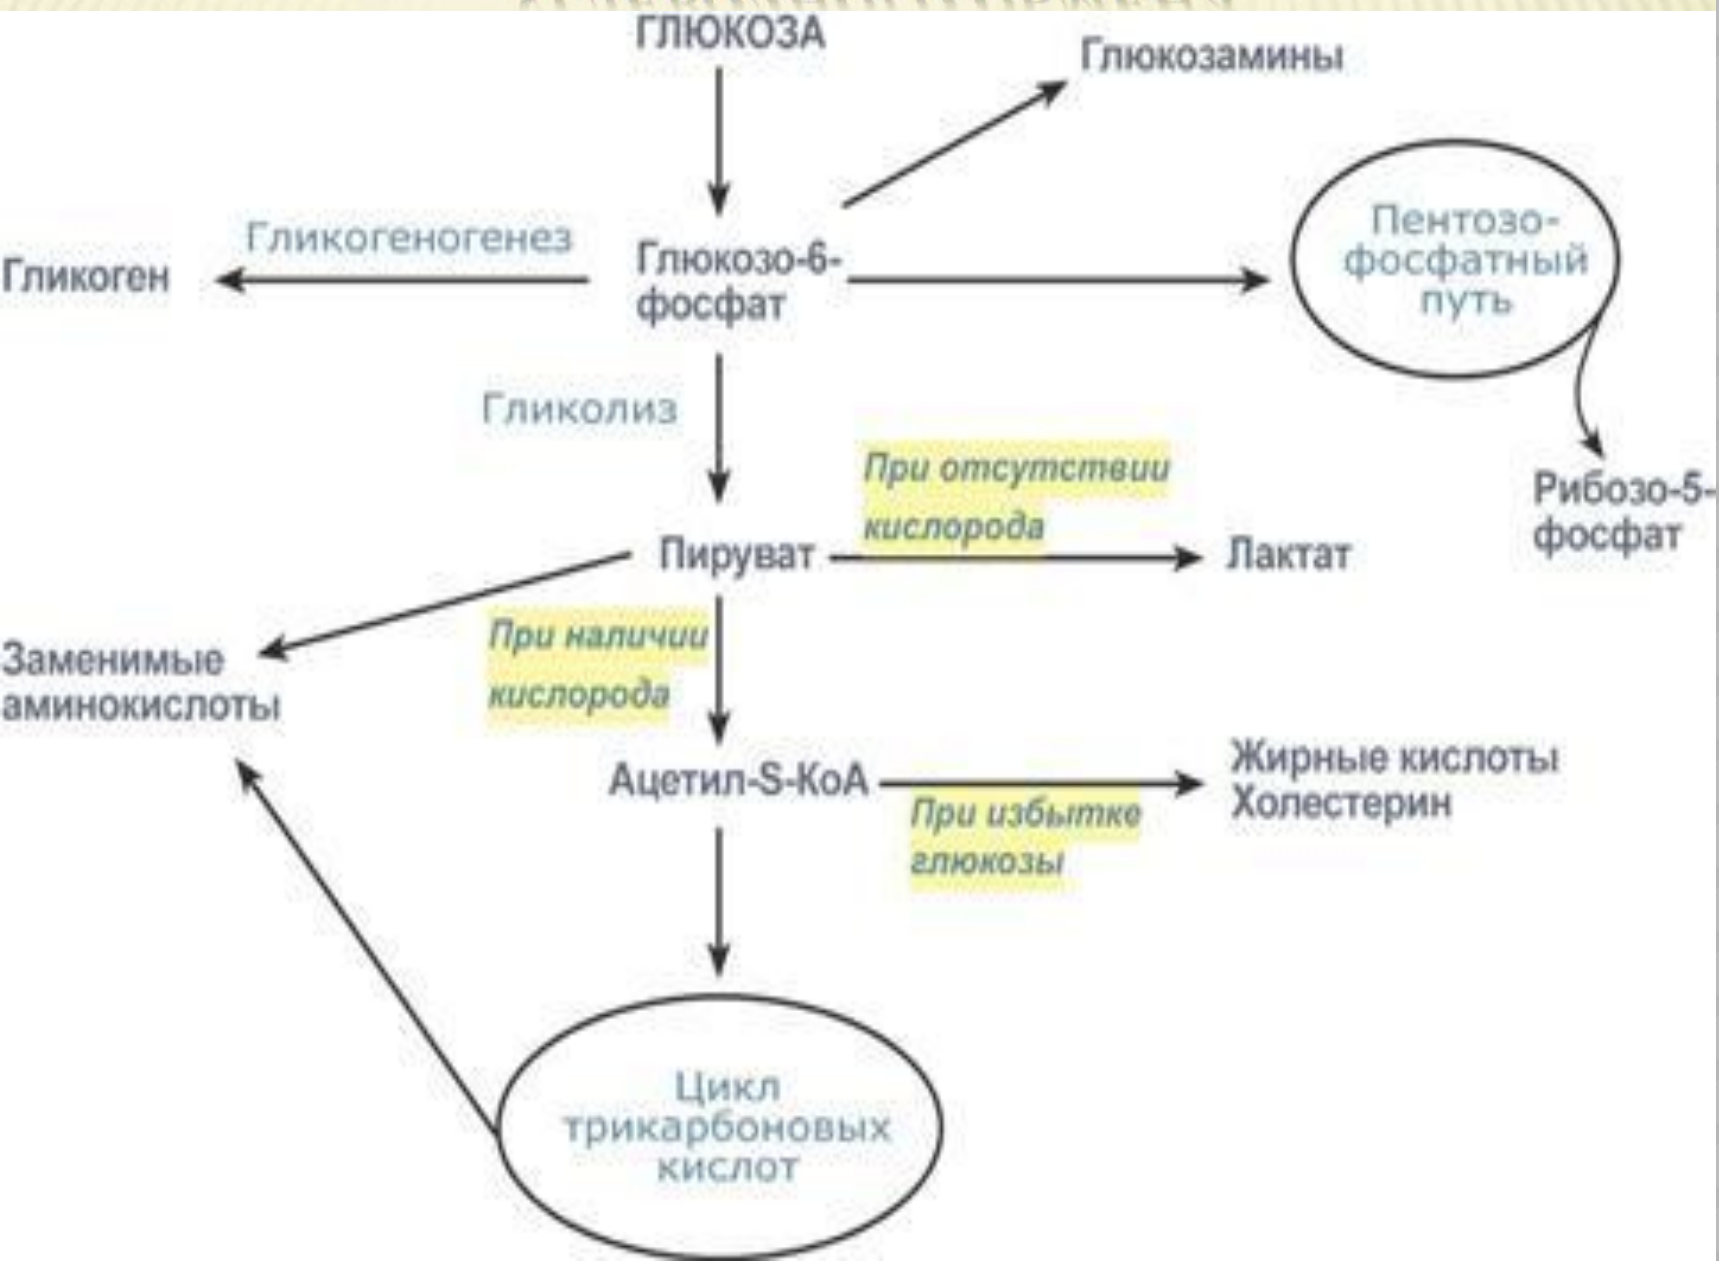 ГЛЮКОЗА
Глюкозамины
Гликогеногенез
Гликоген
Глюкозо-6-
фосфат
Пентозо-
фосфатный
путь
Гликолиз
При отсутствии
кислорода
Рибозо-5-
фосфат
Пируват
Лактат
При наличии
кислорода
Заменимые
аминокислоты
Ацетил-S-КоА
Жирные кислоты
Холестерин
При избытке
глюкозы
Цикл
трикарбоновых
кислот